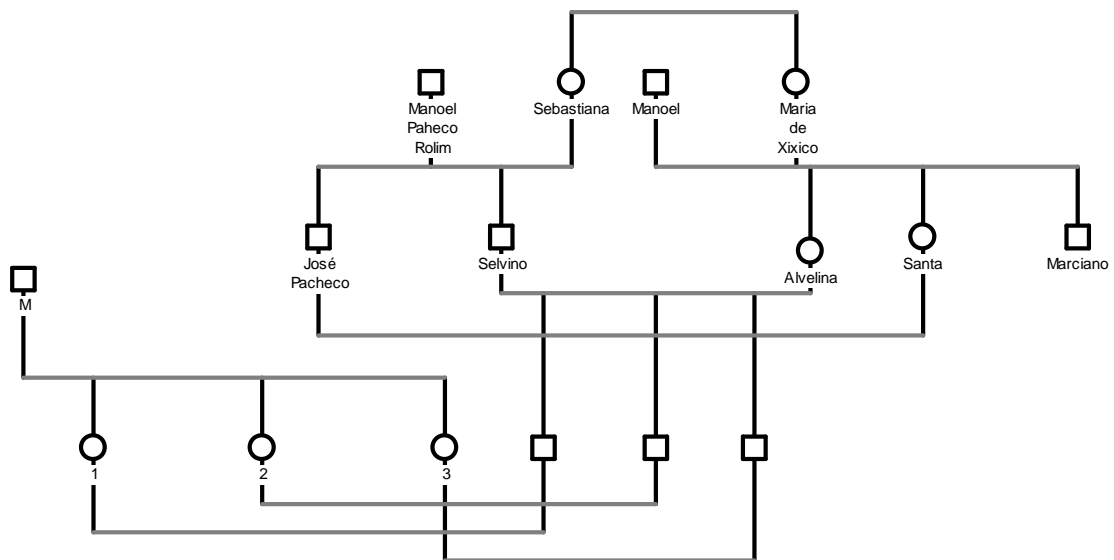 Manoel
Paheco
Rolim
Sebastiana
Manoel
Maria
de
Xixico
José
Pacheco
Selvino
Alvelina
Santa
Marciano
M
1
2
3